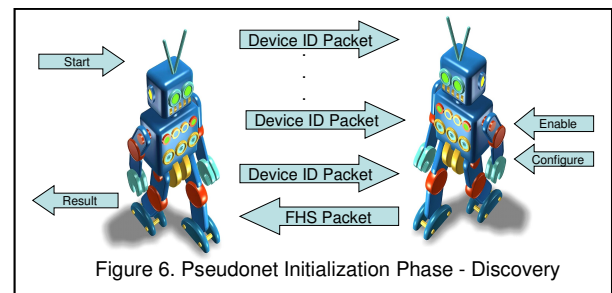 Device ID Packet
Start
.
.
.
Device ID Packet
Enable
Configure
Device ID Packet
Result
FHS Packet
Figure 6. Pseudonet Initialization Phase - Discovery